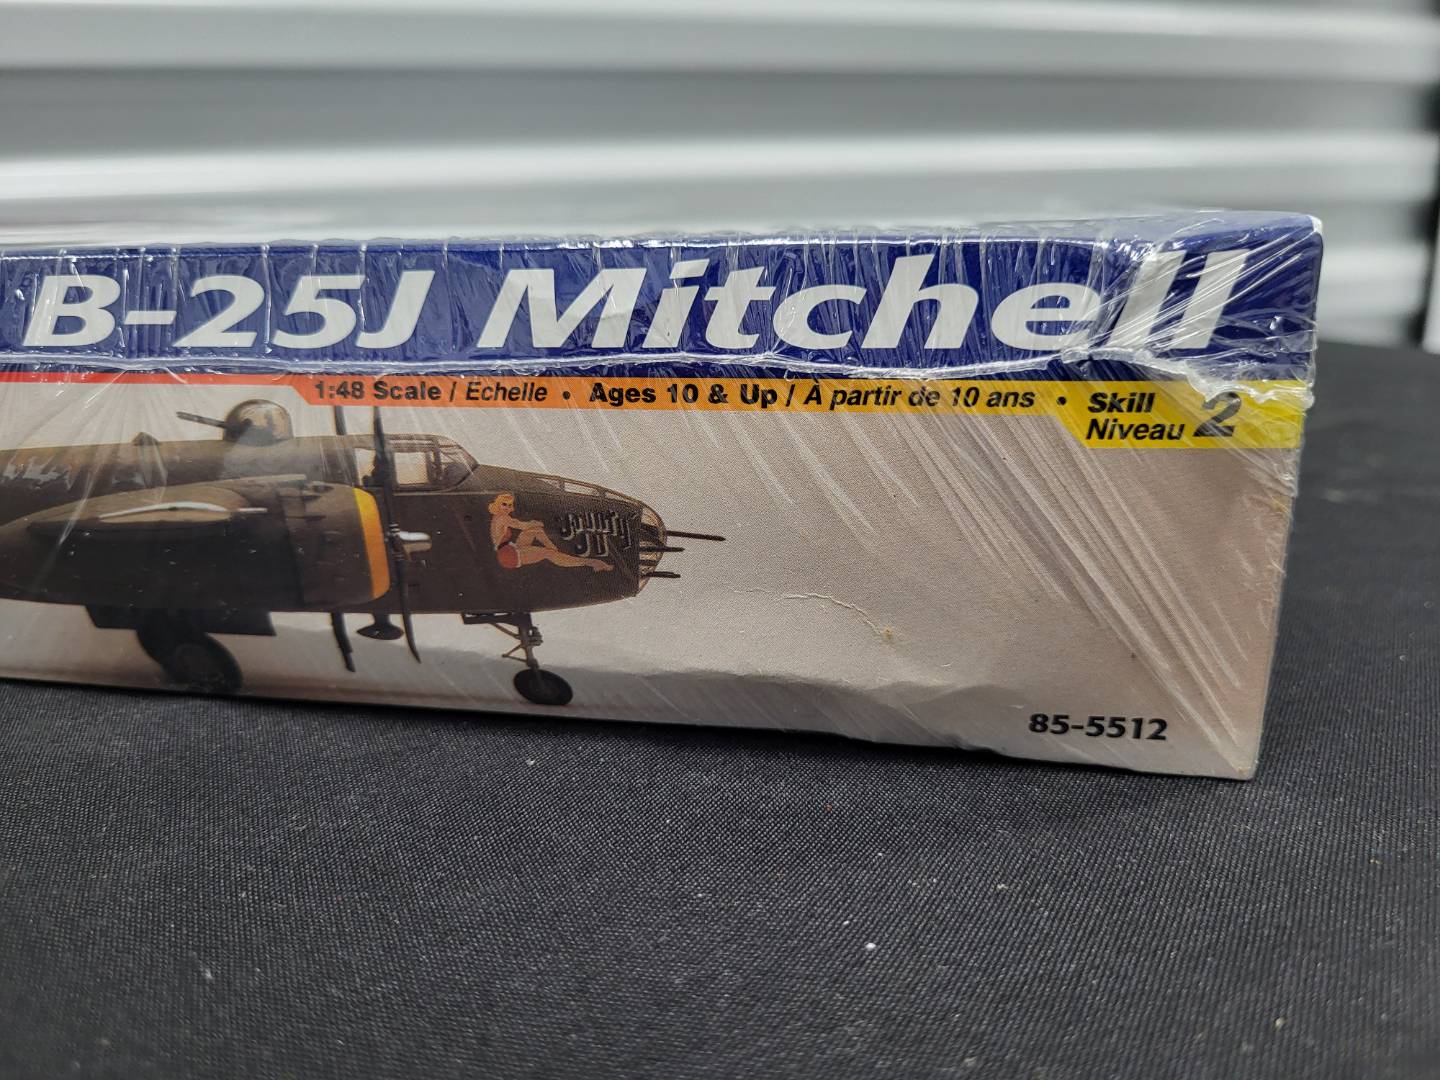 B-25J Mitchell
1:48 Scale / Echelle • Ages 10 & Up / À partir de 10 ans • Skill 2
Niveau
85-5512